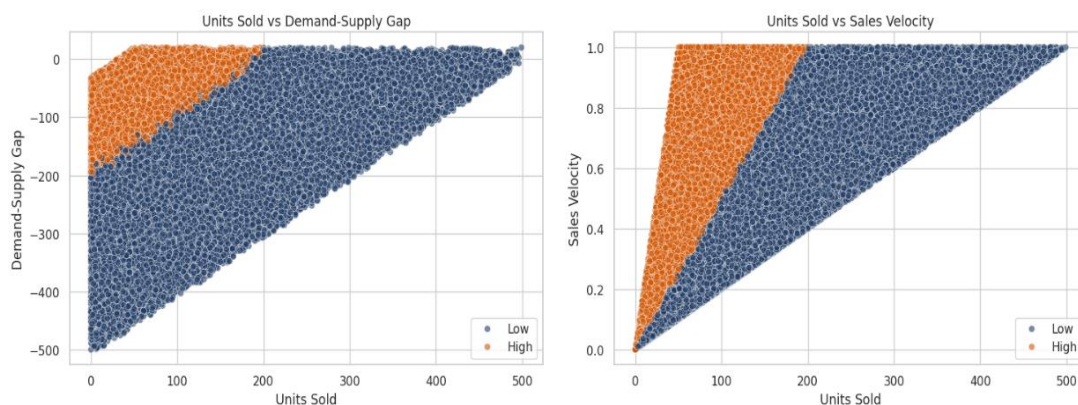 Units Sold vs Demand-Supply Gap
Demand-Supply Gap
0
−100
−200
−300
−400
−500
0 100 200 300 400 500
Units Sold
Low
High
Units Sold vs Sales Velocity
Sales Velocity
1.0
0.8
0.6
0.4
0.2
0.0
0 100 200 300 400 500
Units Sold
Low
High